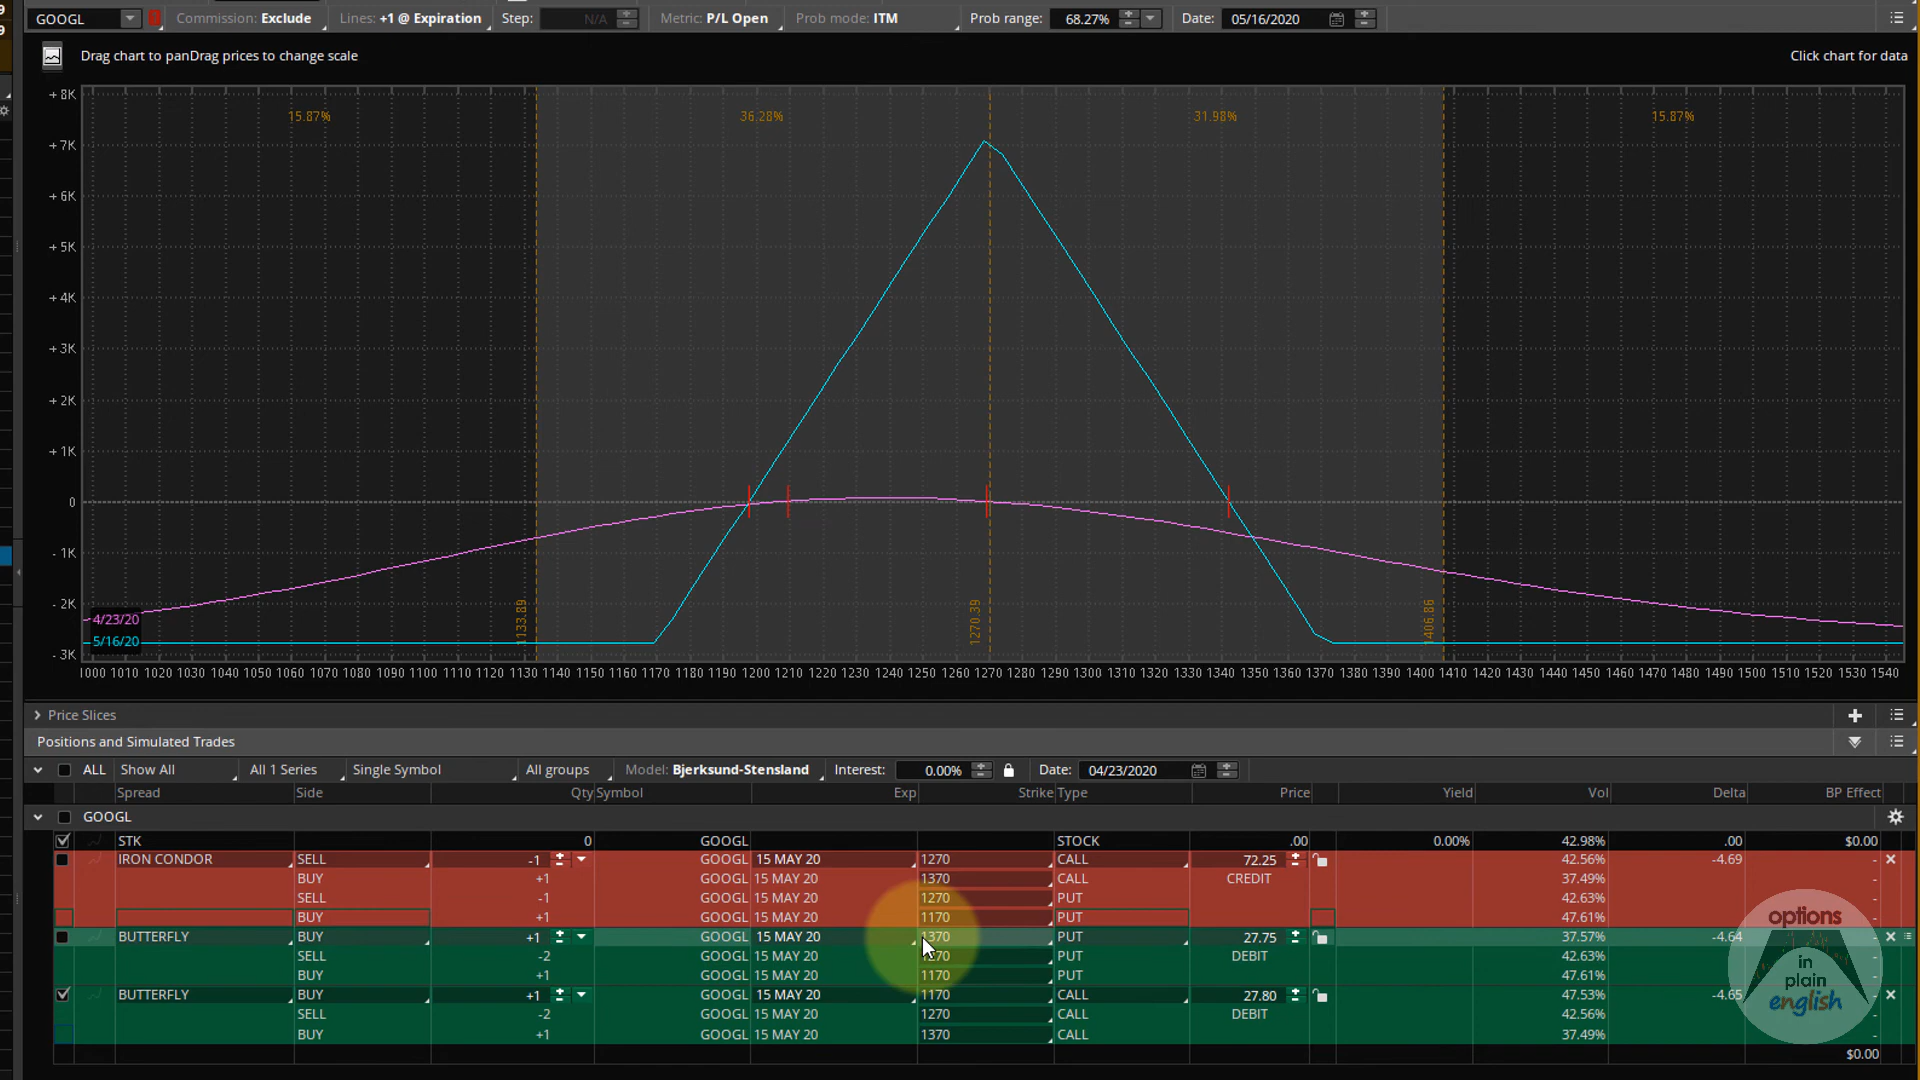 GOOGL Commission: Exclude Lines: +1 @ Expiration Step: N/A Metric: P/L Open Prob mode: ITM Prob range: 68.27% Date: 05/16/2020
Drag chart to panDrag prices to change scale Click chart for data
+ 8K
15.87% 36.28% 31.98% 15.87%
+ 7K
+ 6K
+ 5K
+ 4K
+ 3K
+ 2K
+ 1K
0
- 1K
- 2K
1133.89 1270.39 1406.86
4/23/20
5/16/20
- 3K
1000 1010 1020 1030 1040 1050 1060 1070 1080 1090 1100 1110 1120 1130 1140 1150 1160 1170 1180 1190 1200 1210 1220 1230 1240 1250 1260 1270 1280 1290 1300 1310 1320 1330 1340 1350 1360 1370 1380 1390 1400 1410 1420 1430 1440 1450 1460 1470 1480 1490 1500 1510 1520 1530 1540
Price Slices
Positions and Simulated Trades
ALL Show All All 1 Series Single Symbol All groups Model: Bjerksund-Stensland Interest: 0.00% Date: 04/23/2020
Spread Side Qty Symbol Exp Strike Type Price Yield Vol Delta BP Effect
GOOGL
STK 0 GOOGL STOCK .00 0.00% 42.98% .00 $0.00
IRON CONDOR SELL -1 GOOGL 15 MAY 20 1270 CALL 72.25 42.56% -4.69 -
BUY +1 GOOGL 15 MAY 20 1370 CALL CREDIT 37.49%
SELL -1 GOOGL 15 MAY 20 1270 PUT 42.63%
BUY +1 GOOGL 15 MAY 20 1170 PUT 47.61%
BUTTERFLY BUY +1 GOOGL 15 MAY 20 1370 PUT 27.75 37.57% -4.64 -
SELL -2 GOOGL 15 MAY 20 1270 PUT DEBIT 42.63%
BUY +1 GOOGL 15 MAY 20 1170 PUT 47.61%
BUTTERFLY BUY +1 GOOGL 15 MAY 20 1170 CALL 27.80 47.53% -4.65 -
SELL -2 GOOGL 15 MAY 20 1270 CALL DEBIT 42.56%
BUY +1 GOOGL 15 MAY 20 1370 CALL 37.49%
$0.00
options
in
plain
english